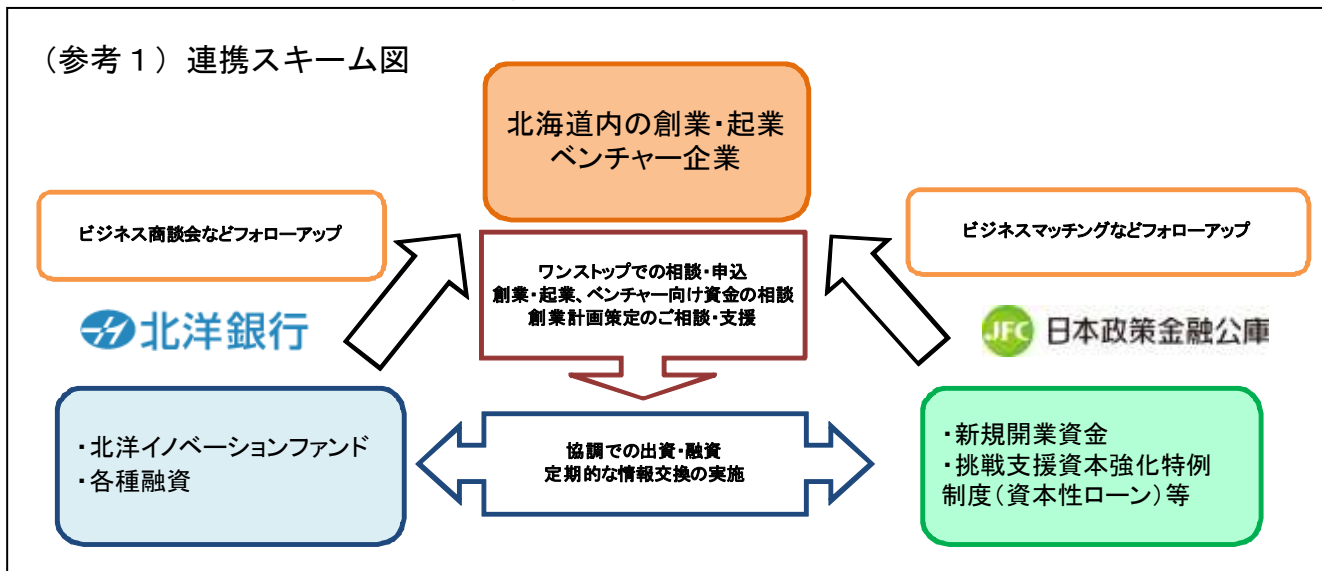 （参考１）連携スキーム図
北海道内の創業・起業
ベンチャー企業
ビジネス商談会などフォローアップ
ビジネスマッチングなどフォローアップ
ワンストップでの相談・申込
創業・起業、ベンチャー向け資金の相談
創業計画策定のご相談・支援
北洋銀行
JFC 日本政策金融公庫
・北洋イノベーションファンド
・各種融資
協調での出資・融資
定期的な情報交換の実施
・新規開業資金
・挑戦支援資本強化特例
制度（資本性ローン）等